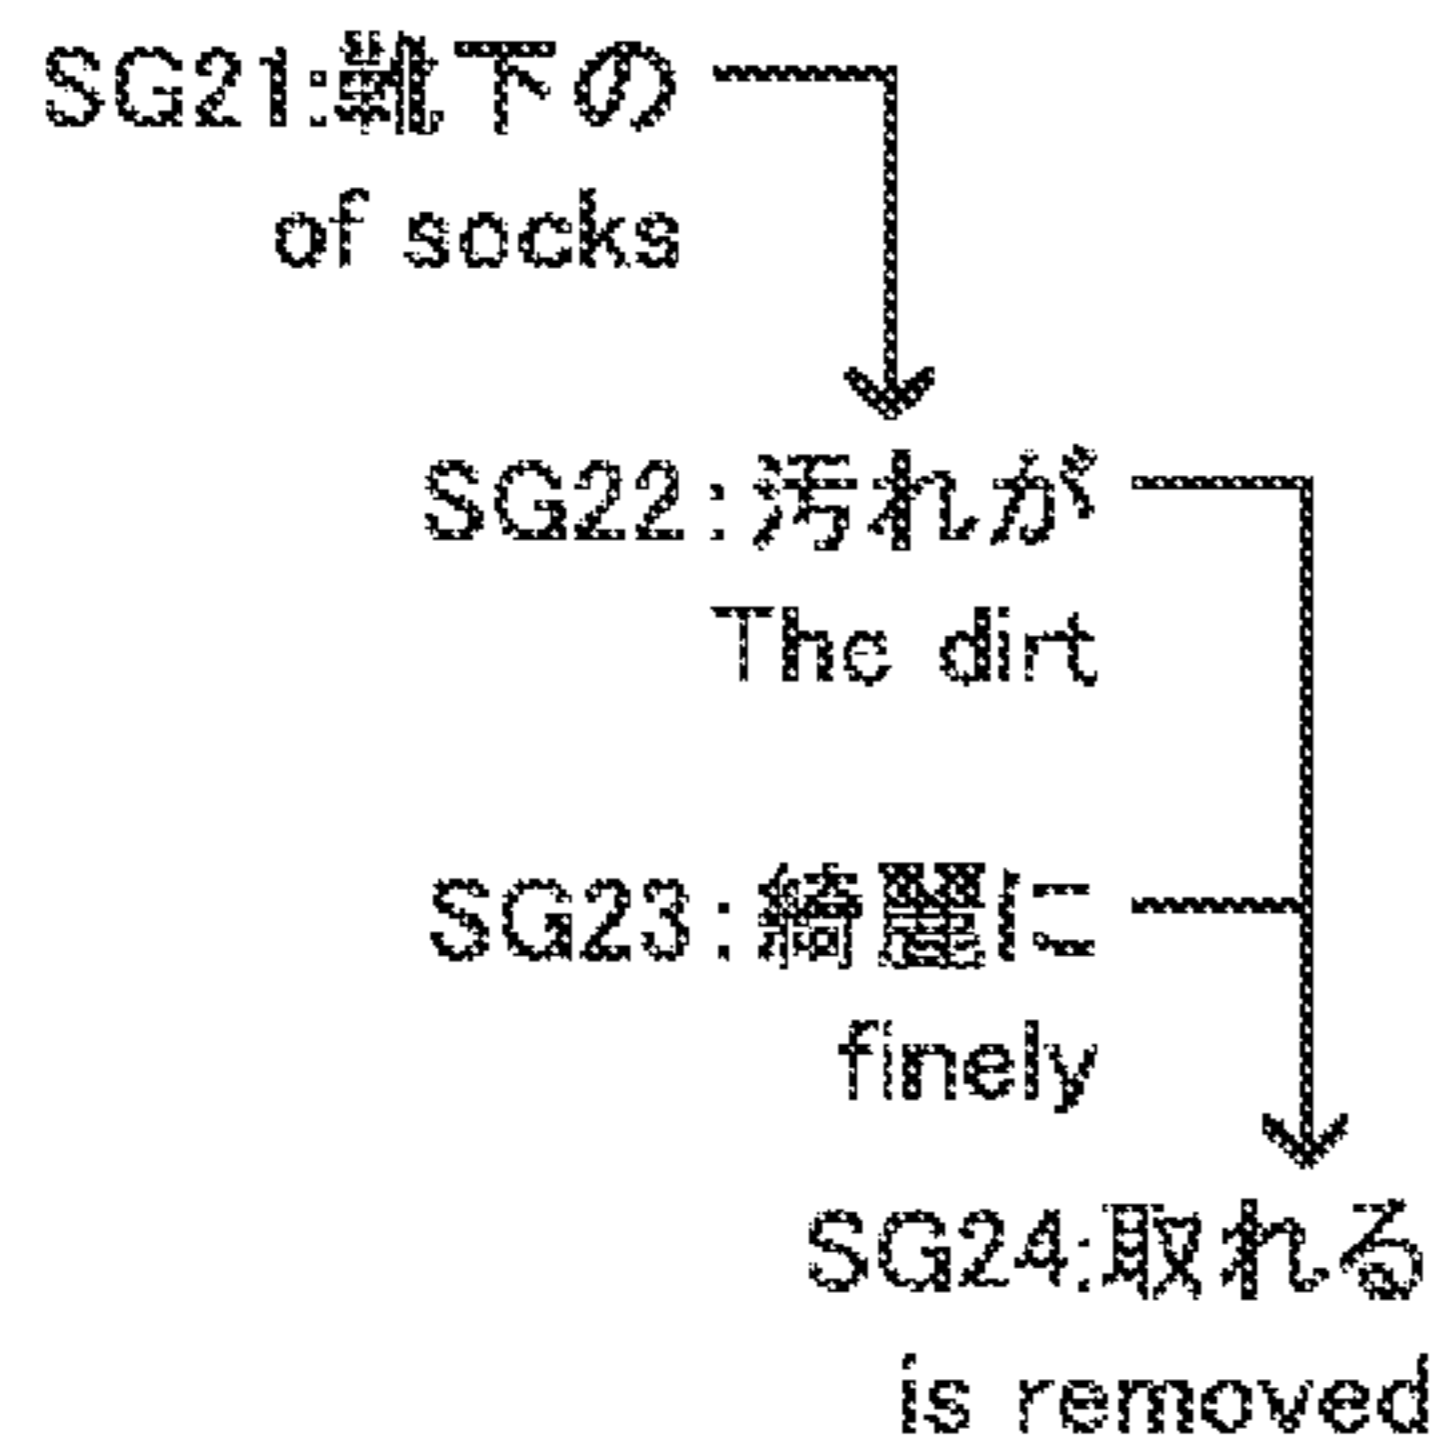 SG21:靴下の
of socks
SG22:汚れが
The dirt
SG23:綺麗に
finely
SG24:取れる
is removed